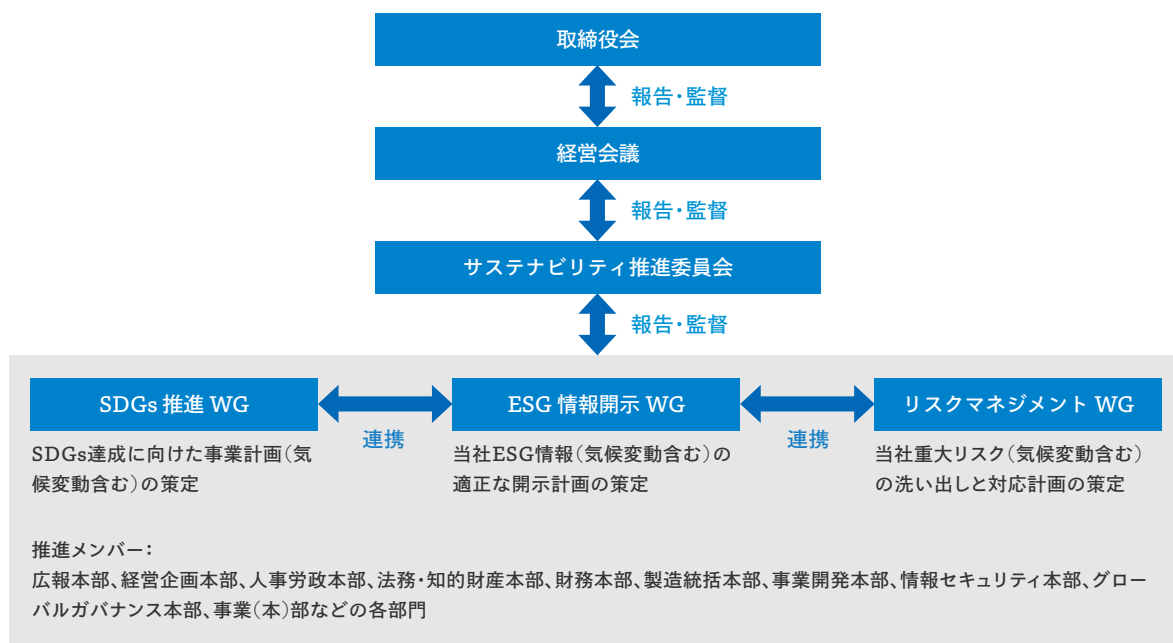 取締役会
報告・監督
経営会議
報告・監督
サステナビリティ推進委員会
報告・監督
SDGs 推進 WG
連携
ESG 情報開示 WG
連携
リスクマネジメント WG
SDGs達成に向けた事業計画（気
候変動含む）の策定
当社ESG情報（気候変動含む）の
適正な開示計画の策定
当社重大リスク（気候変動含む）
の洗い出しと対応計画の策定
推進メンバー：
広報本部、経営企画本部、人事労政本部、法務・知的財産本部、財務本部、製造統括本部、事業開発本部、情報セキュリティ本部、グロー
バルガバナンス本部、事業（本）部などの各部門